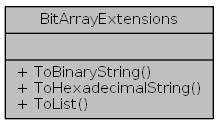 BitArrayExtensions
+ ToBinaryString()
+ ToHexadecimalString()
+ ToList()